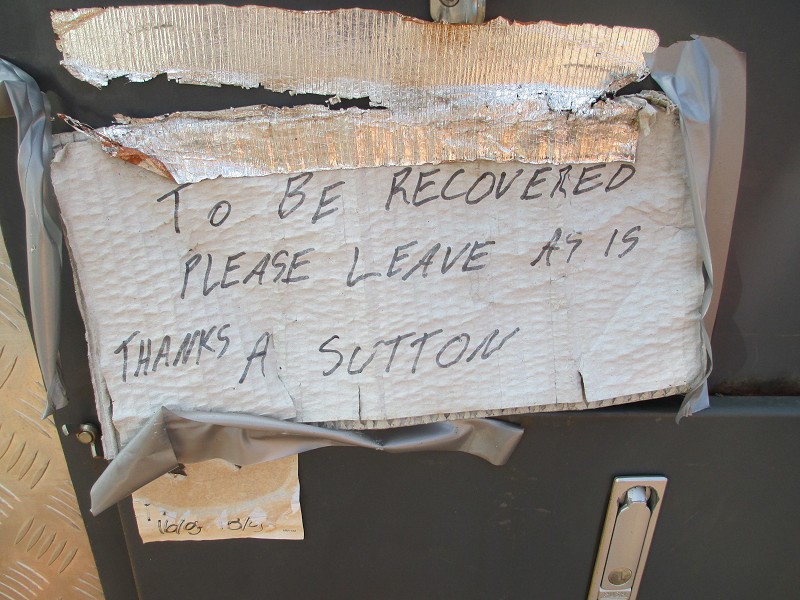 TO BE RECOVERED
PLEASE LEAVE AS IS
THANKS A SUTTON